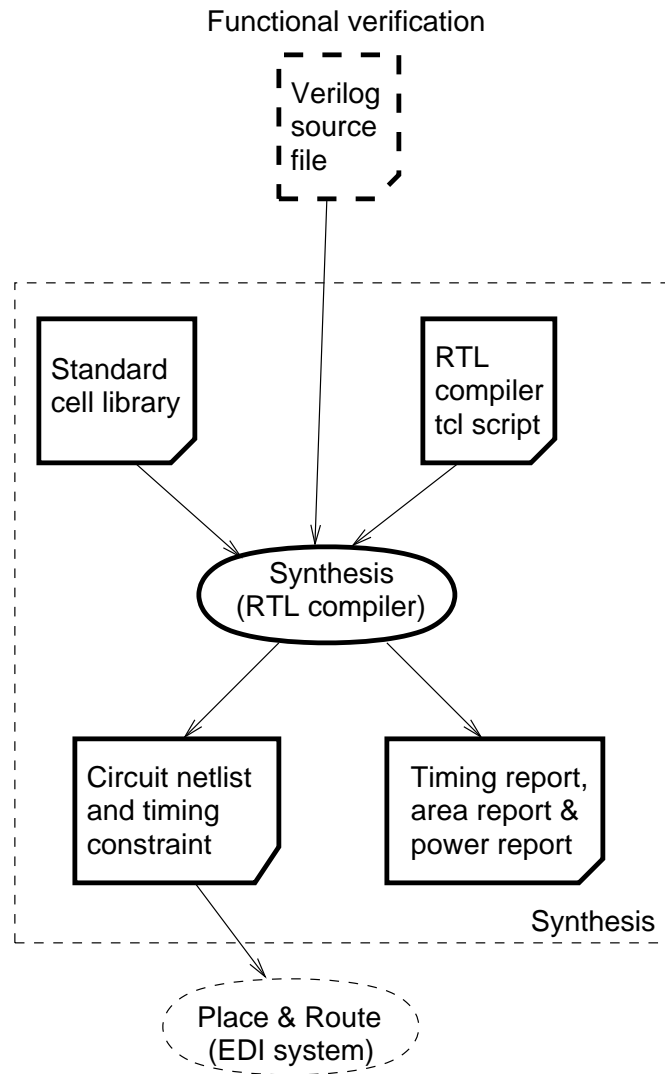 Functional verification
Verilog
source
file
Standard
cell library
RTL
compiler
tcl script
Synthesis
(RTL compiler)
Circuit netlist
and timing
constraint
Timing report,
area report &
power report
Synthesis
Place & Route
(EDI system)